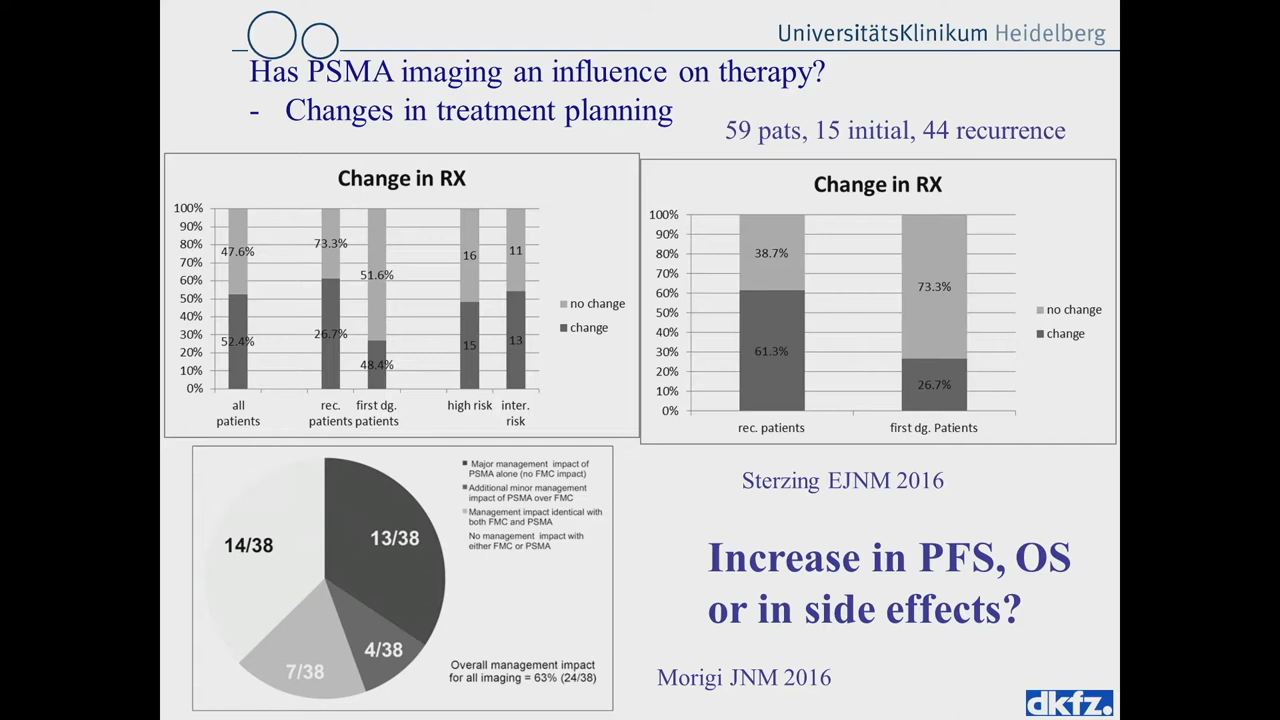 UniversitätsKlinikum Heidelberg
Has PSMA imaging an influence on therapy?
- Changes in treatment planning
59 pats, 15 initial, 44 recurrence
Change in RX
100%
90%
80%
70%
60%
50%
40%
30%
20%
10%
0%
47.6%
52.4%
73.3%
26.7%
51.6%
48.4%
16
15
11
13
all
patients
rec.
patients
first dg.
patients
high risk
inter.
risk
no change
change
Change in RX
100%
90%
80%
70%
60%
50%
40%
30%
20%
10%
0%
38.7%
61.3%
73.3%
26.7%
rec. patients
first dg. Patients
no change
change
14/38
13/38
4/38
7/38
Major management impact of
PSMA alone (no FMC impact)
Additional minor management
impact of PSMA over FMC
Management impact identical with
both FMC and PSMA
No management impact with
either FMC or PSMA
Overall management impact
for all imaging = 63% (24/38)
Sterzing EJNM 2016
Increase in PFS, OS
or in side effects?
Morigi JNM 2016
dkfz.